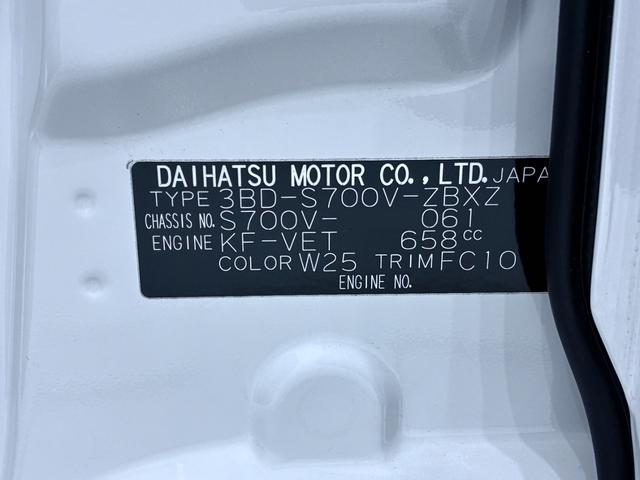 DAIHATSU MOTOR CO.,LTD. JAPA
TYPE 3BD-S700V-ZBXZ
CHASSIS NO. S700V- 061
ENGINE KF-VET 658CC
COLOR W25 TRIM FC10
ENGINE NO.